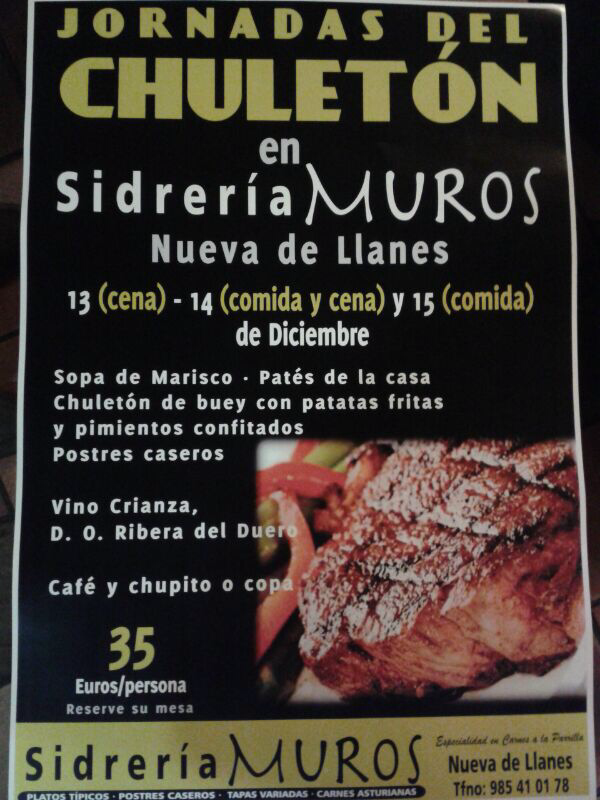 JORNADAS DEL
CHULETÓN
en
Sidrería MUROS
Nueva de Llanes
13 (cena) - 14 (comida y cena) y 15 (comida)
de Diciembre
Sopa de Marisco · Patés de la casa
Chuletón de buey con patatas fritas
y pimientos confitados
Postres caseros
Vino Crianza,
D. O. Ribera del Duero
Café y chupito o copa
35
Euros/persona
Reserve su mesa
Sidrería MUROS
Especialidad en Carnes a la Parrilla
Nueva de Llanes
Tfno: 985 41 01 78
PLATOS TÍPICOS · POSTRES CASEROS · TAPAS VARIADAS · CARNES ASTURIANAS